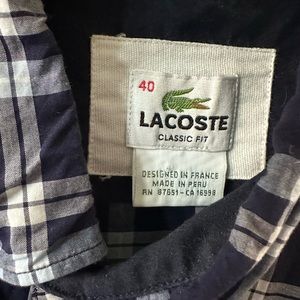 40
LACOSTE
CLASSIC FIT
DESIGNED IN FRANCE
MADE IN PERU
RN 87651-CA 16998